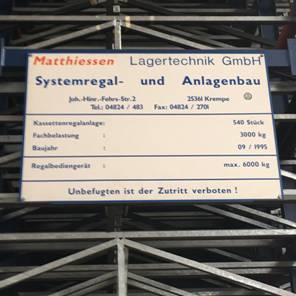 Matthiessen Lagertechnik GmbH
Systemregal- und Anlagenbau
Joh.-Hinr.-Fehrs-Str.2 25361 Krempe
Tel.: 04824 / 483 Fax: 04824 / 2701
Kassettenregalanlage: 540 Stück
Fachbelastung : 3000 kg
Baujahr : 09 / 1995
Regalbediengerät : max. 6000 kg
Unbefugten ist der Zutritt verboten !